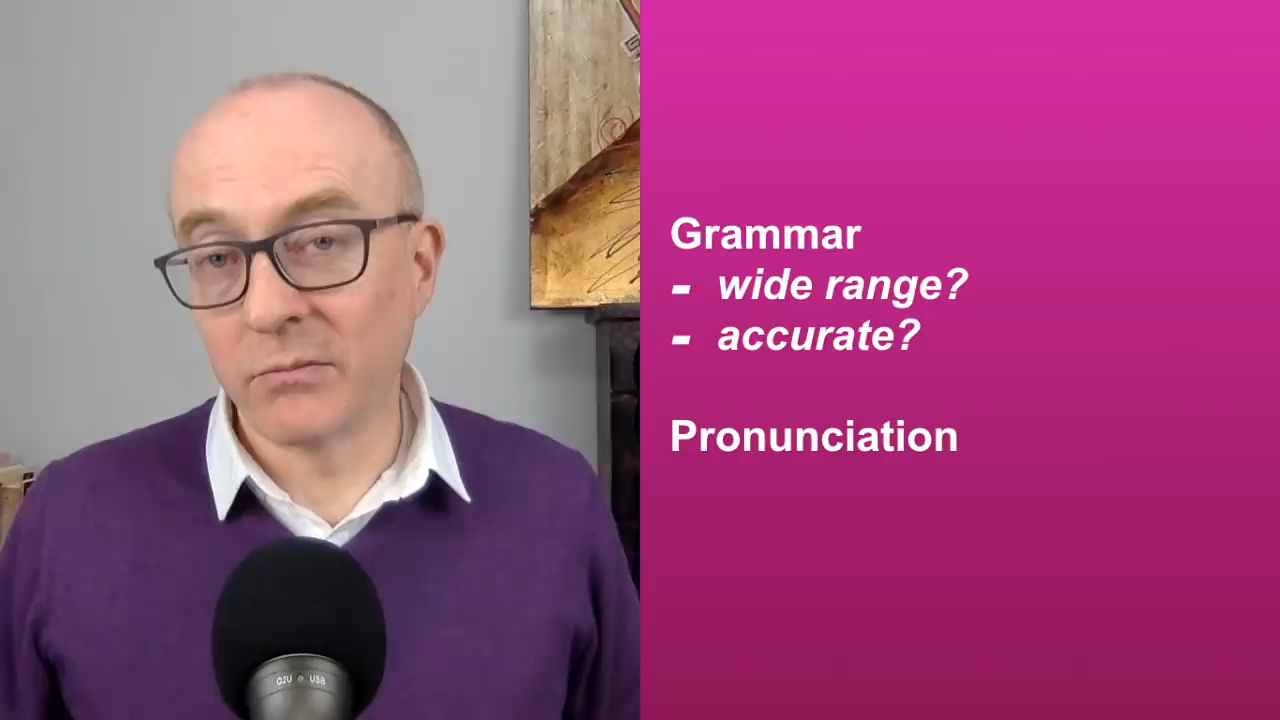 Grammar
- wide range?
- accurate?
Pronunciation